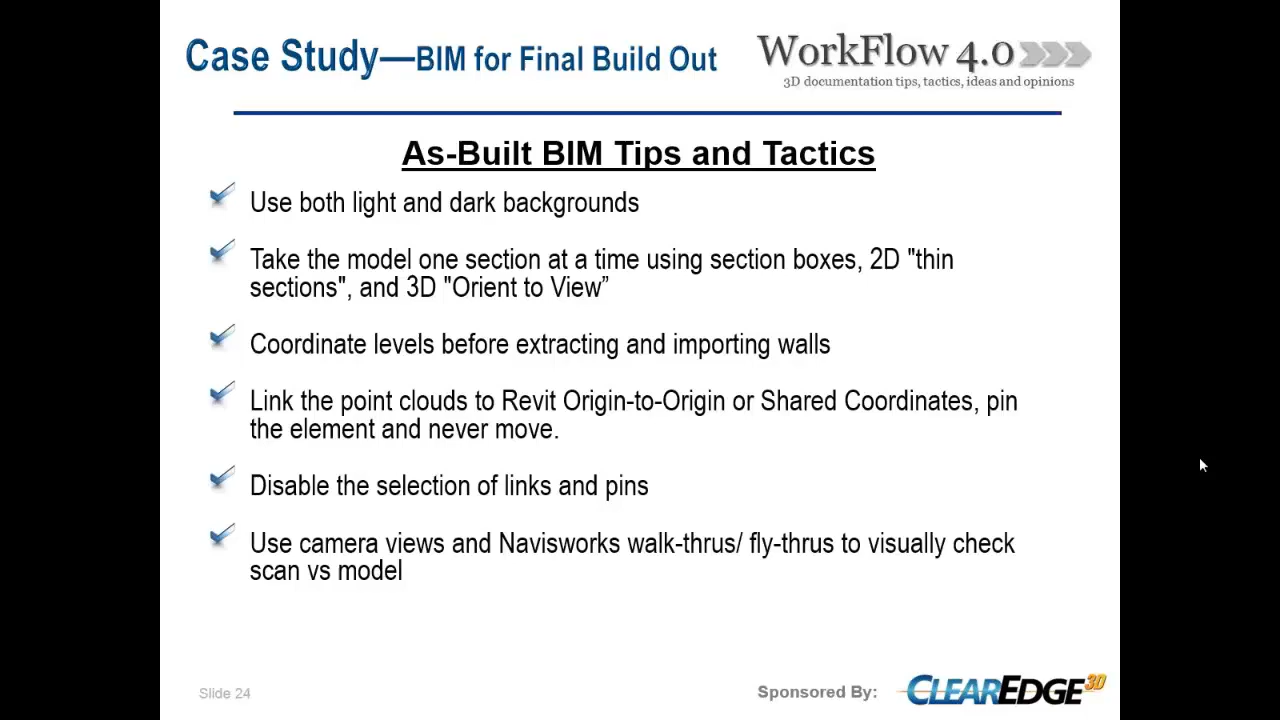 Case Study—BIM for Final Build Out
WorkFlow 4.0
3D documentation tips, tactics, ideas and opinions
As-Built BIM Tips and Tactics
Use both light and dark backgrounds
Take the model one section at a time using section boxes, 2D "thin
sections", and 3D "Orient to View”
Coordinate levels before extracting and importing walls
Link the point clouds to Revit Origin-to-Origin or Shared Coordinates, pin
the element and never move.
Disable the selection of links and pins
Use camera views and Navisworks walk-thrus/ fly-thrus to visually check
scan vs model
Slide 24
Sponsored By:
CLEAREDGE 3D